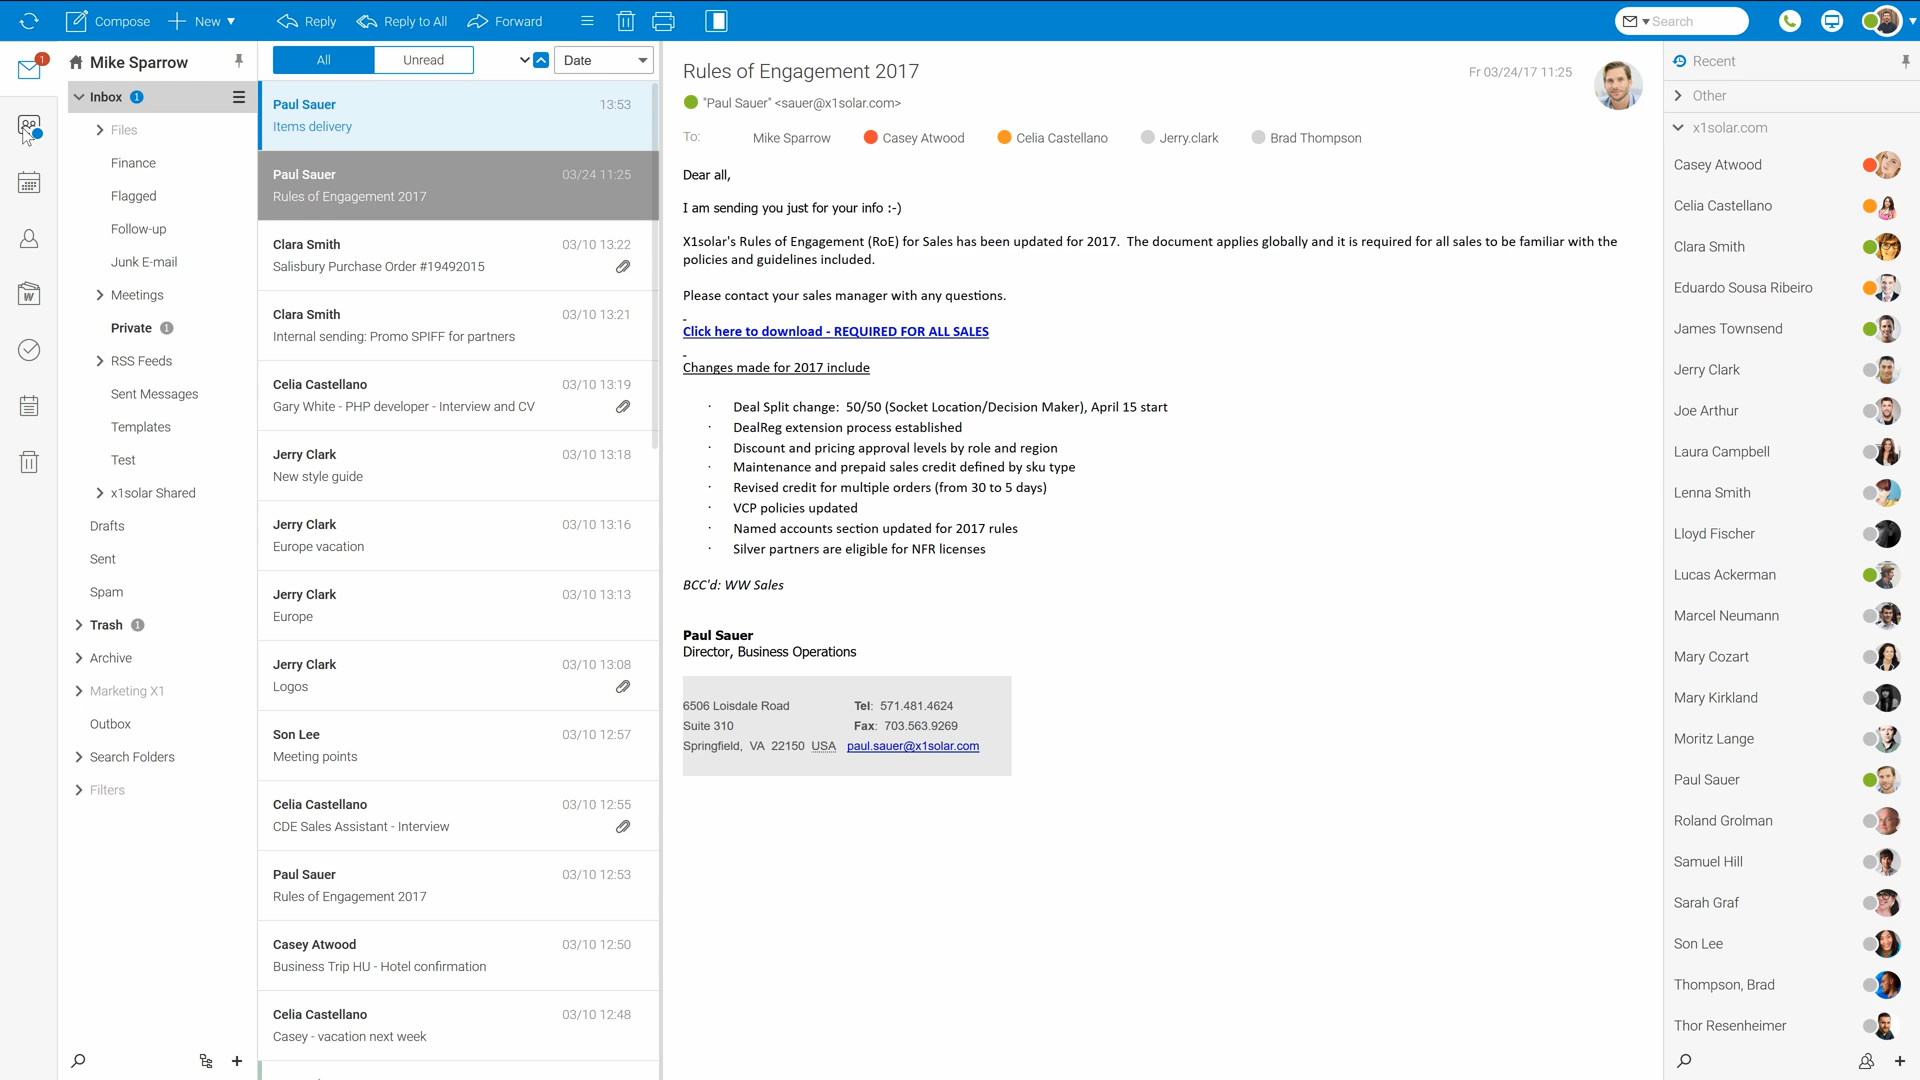 Compose New Reply Reply to All Forward Search
1
Mike Sparrow
Inbox 1
Files
Finance
Flagged
Follow-up
Junk E-mail
Meetings
Private 1
RSS Feeds
Sent Messages
Templates
Test
x1solar Shared
Drafts
Sent
Spam
Trash 1
Archive
Marketing X1
Outbox
Search Folders
Filters
All Unread Date
Paul Sauer 13:53
Items delivery
Paul Sauer 03/24 11:25
Rules of Engagement 2017
Clara Smith 03/10 13:22
Salisbury Purchase Order #19492015
Clara Smith 03/10 13:21
Internal sending: Promo SPIFF for partners
Celia Castellano 03/10 13:19
Gary White - PHP developer - Interview and CV
Jerry Clark 03/10 13:18
New style guide
Jerry Clark 03/10 13:16
Europe vacation
Jerry Clark 03/10 13:13
Europe
Jerry Clark 03/10 13:08
Logos
Son Lee 03/10 12:57
Meeting points
Celia Castellano 03/10 12:55
CDE Sales Assistant - Interview
Paul Sauer 03/10 12:53
Rules of Engagement 2017
Casey Atwood 03/10 12:50
Business Trip HU - Hotel confirmation
Celia Castellano 03/10 12:48
Casey - vacation next week
Rules of Engagement 2017 Fr 03/24/17 11:25
"Paul Sauer" <sauer@x1solar.com>
To: Mike Sparrow Casey Atwood Celia Castellano Jerry.clark Brad Thompson
Dear all,
I am sending you just for your info :-)
X1solar's Rules of Engagement (RoE) for Sales has been updated for 2017. The document applies globally and it is required for all sales to be familiar with the
policies and guidelines included.
Please contact your sales manager with any questions.
Click here to download - REQUIRED FOR ALL SALES
Changes made for 2017 include
· Deal Split change: 50/50 (Socket Location/Decision Maker), April 15 start
· DealReg extension process established
· Discount and pricing approval levels by role and region
· Maintenance and prepaid sales credit defined by sku type
· Revised credit for multiple orders (from 30 to 5 days)
· VCP policies updated
· Named accounts section updated for 2017 rules
· Silver partners are eligible for NFR licenses
BCC'd: WW Sales
Paul Sauer
Director, Business Operations
6506 Loisdale Road Tel: 571.481.4624
Suite 310 Fax: 703.563.9269
Springfield, VA 22150 USA paul.sauer@x1solar.com
Recent
Other
x1solar.com
Casey Atwood
Celia Castellano
Clara Smith
Eduardo Sousa Ribeiro
James Townsend
Jerry Clark
Joe Arthur
Laura Campbell
Lenna Smith
Lloyd Fischer
Lucas Ackerman
Marcel Neumann
Mary Cozart
Mary Kirkland
Moritz Lange
Paul Sauer
Roland Grolman
Samuel Hill
Sarah Graf
Son Lee
Thompson, Brad
Thor Resenheimer